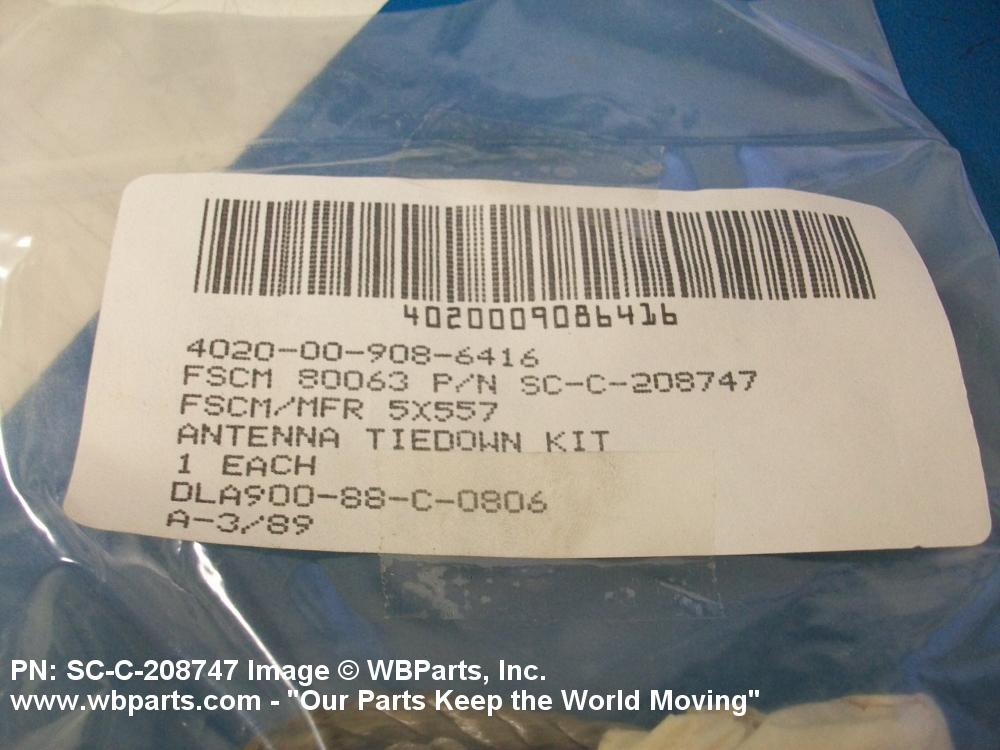 4020009086416
4020-00-908-6416
FSCM 80063 P/N SC-C-208747
FSCM/MFR 5X557
ANTENNA TIEDOWN KIT
1 EACH
DLA900-88-C-0806
A-3/89
PN: SC-C-208747 Image © WBParts, Inc.
www.wbparts.com - "Our Parts Keep the World Moving"